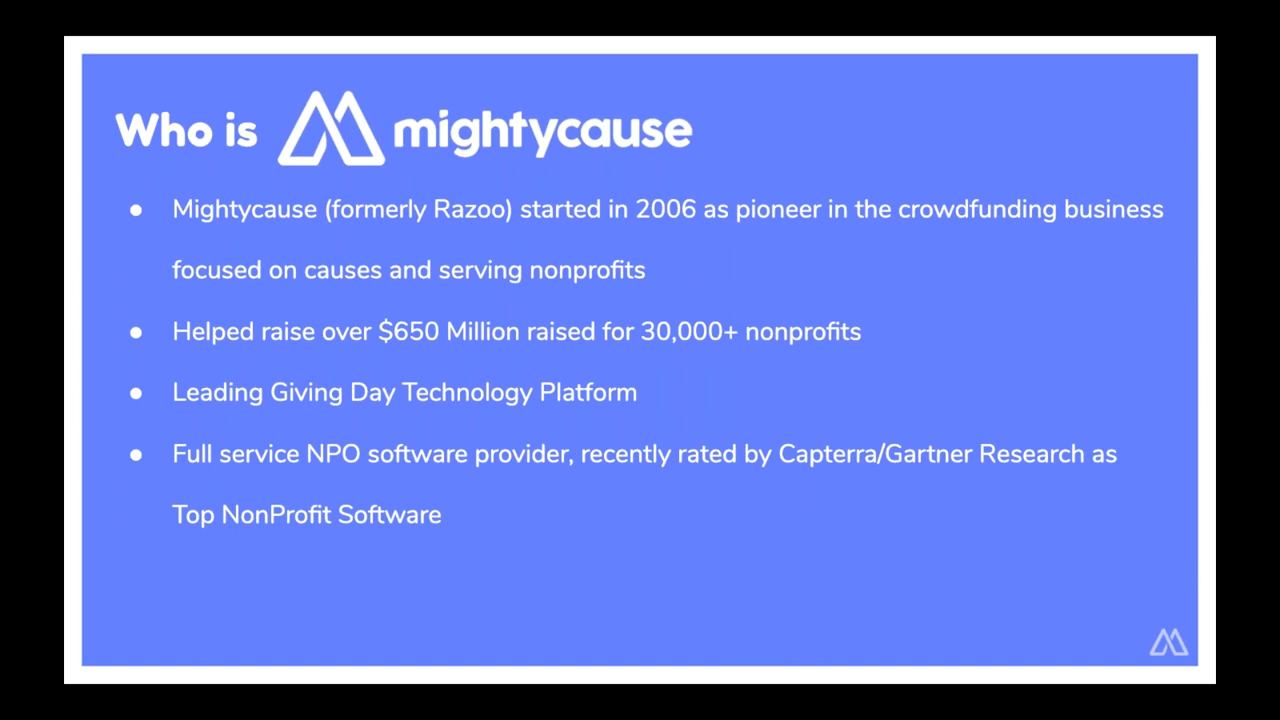 Who is mightycause
● Mightycause (formerly Razoo) started in 2006 as pioneer in the crowdfunding business
focused on causes and serving nonprofits
● Helped raise over $650 Million raised for 30,000+ nonprofits
● Leading Giving Day Technology Platform
● Full service NPO software provider, recently rated by Capterra/Gartner Research as
Top NonProfit Software